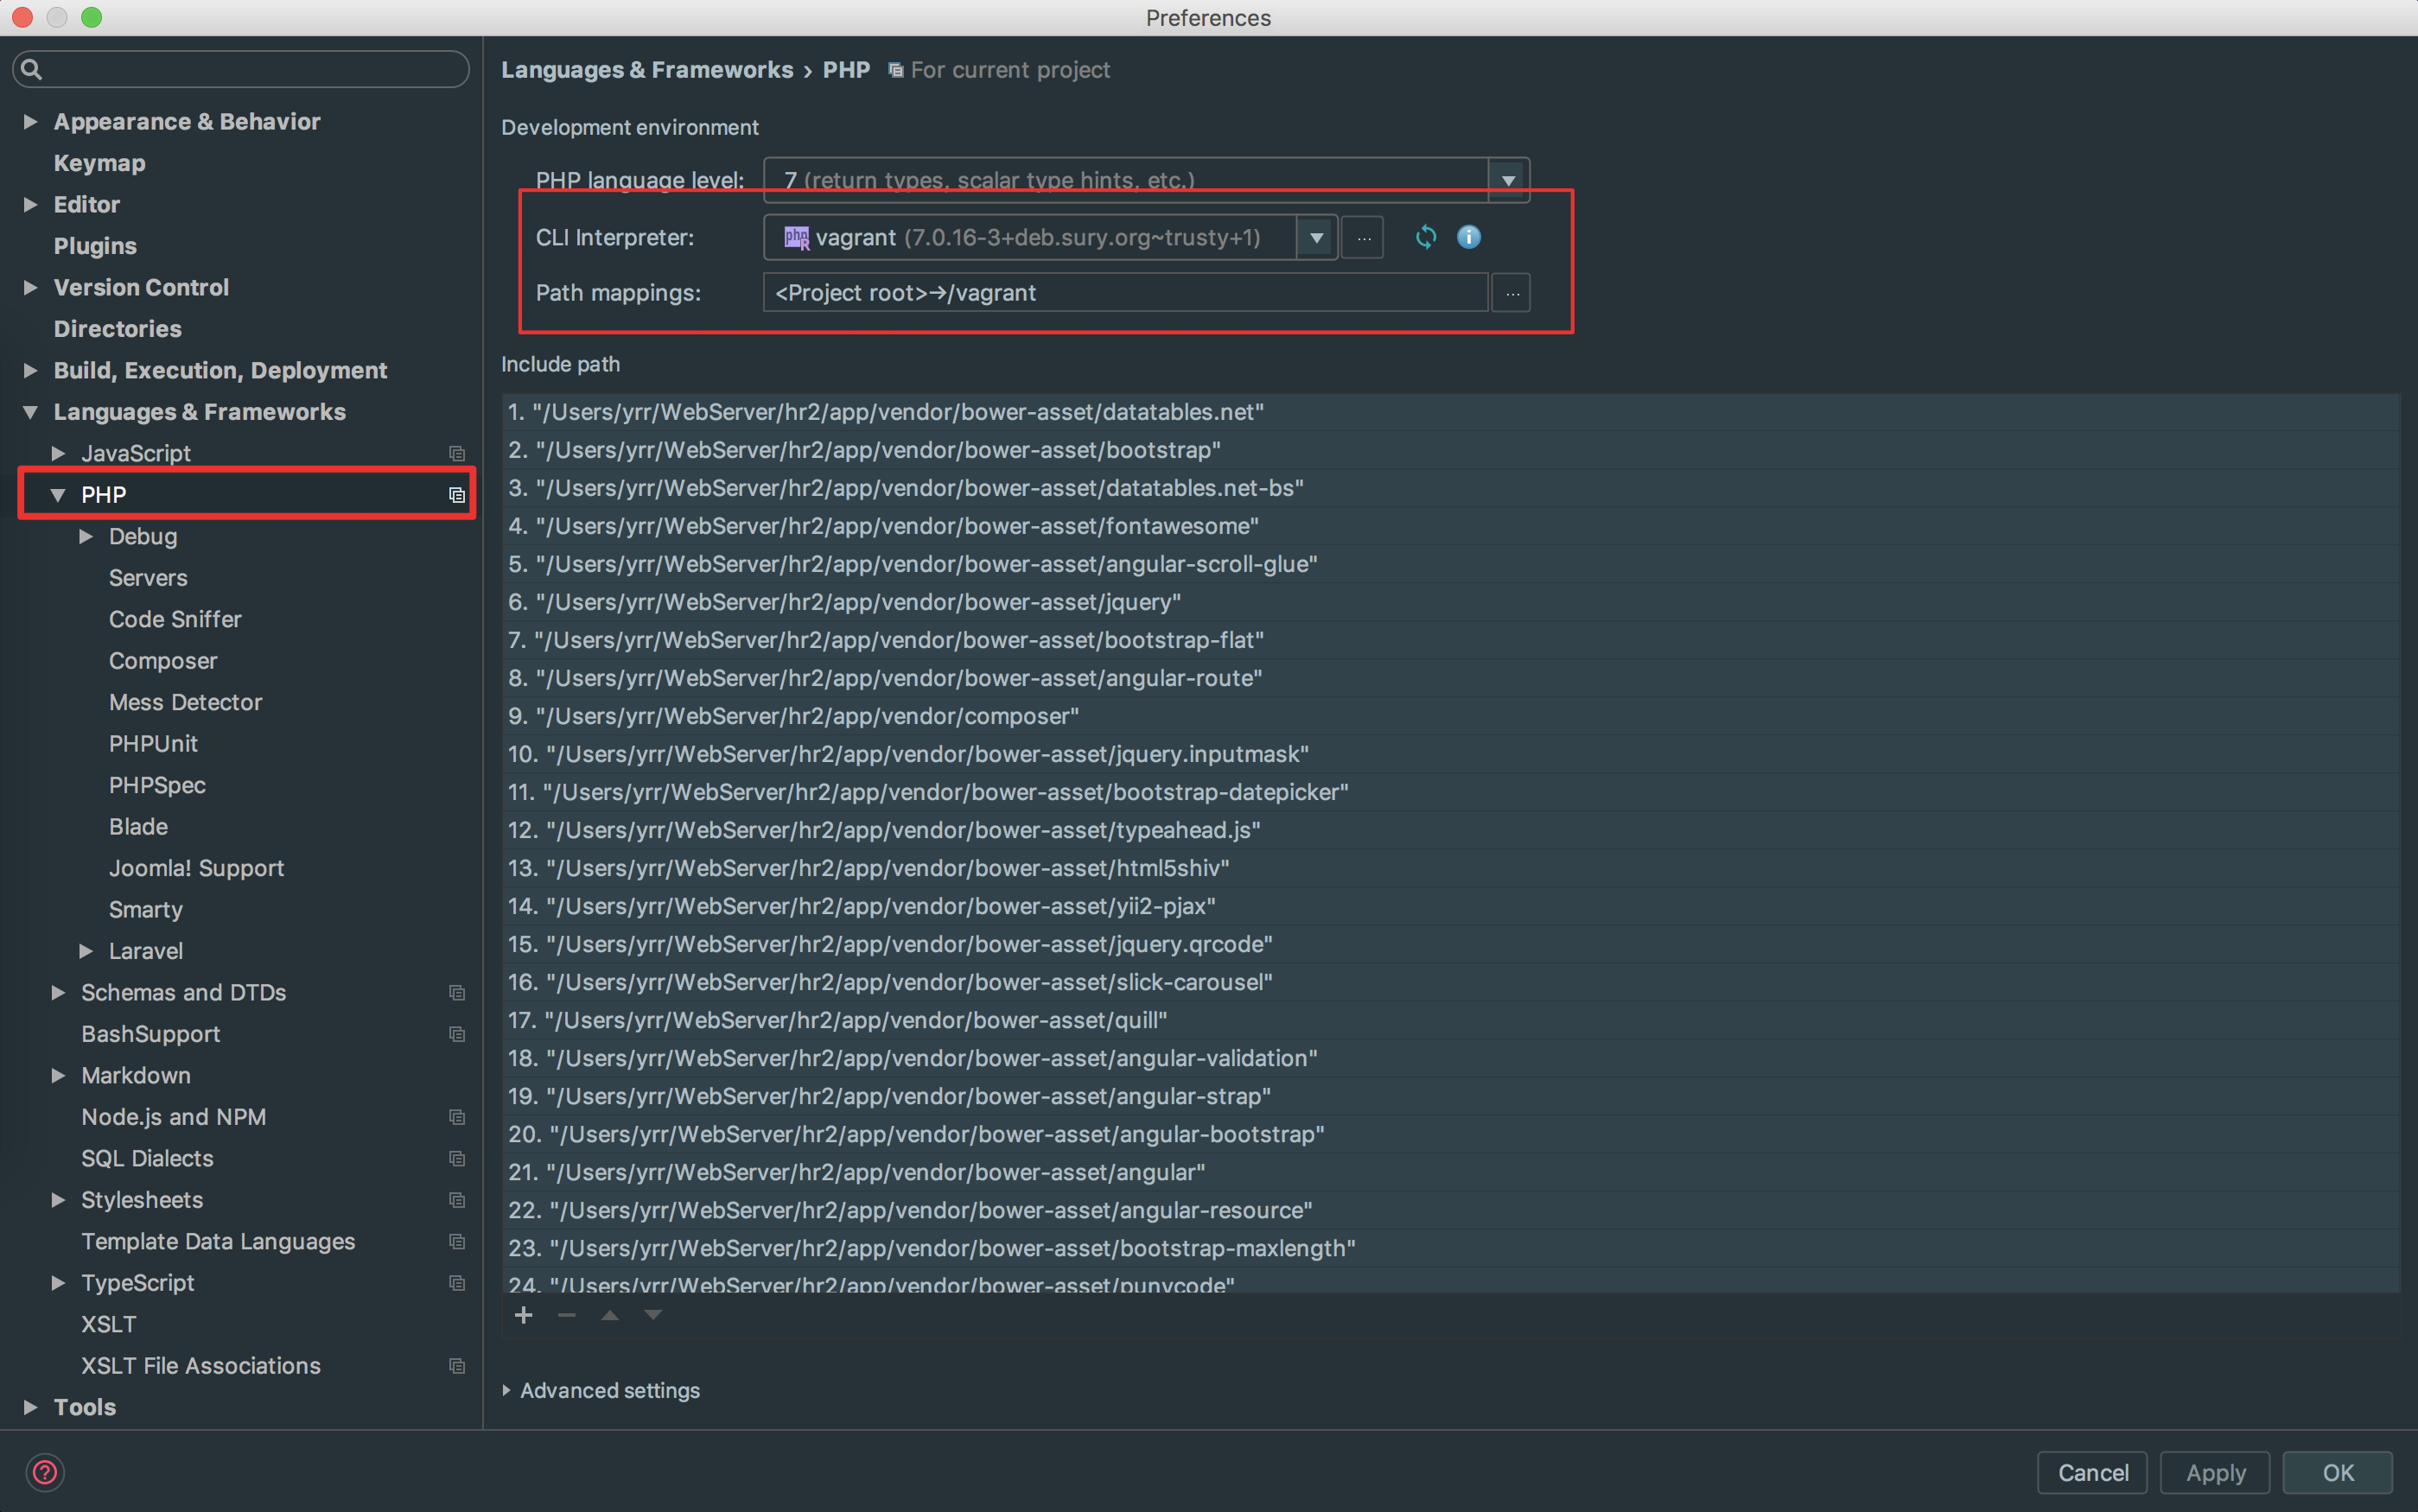 Preferences
Appearance & Behavior
Keymap
Editor
Plugins
Version Control
Directories
Build, Execution, Deployment
Languages & Frameworks
JavaScript
PHP
Debug
Servers
Code Sniffer
Composer
Mess Detector
PHPUnit
PHPSpec
Blade
Joomla! Support
Smarty
Laravel
Schemas and DTDs
BashSupport
Markdown
Node.js and NPM
SQL Dialects
Stylesheets
Template Data Languages
TypeScript
XSLT
XSLT File Associations
Tools
Languages & Frameworks › PHP For current project
Development environment
PHP language level: 7 (return types, scalar type hints, etc.)
CLI Interpreter: php vagrant (7.0.16-3+deb.sury.org~trusty+1) ...
Path mappings: <Project root>→/vagrant ...
Include path
1. "/Users/yrr/WebServer/hr2/app/vendor/bower-asset/datatables.net"
2. "/Users/yrr/WebServer/hr2/app/vendor/bower-asset/bootstrap"
3. "/Users/yrr/WebServer/hr2/app/vendor/bower-asset/datatables.net-bs"
4. "/Users/yrr/WebServer/hr2/app/vendor/bower-asset/fontawesome"
5. "/Users/yrr/WebServer/hr2/app/vendor/bower-asset/angular-scroll-glue"
6. "/Users/yrr/WebServer/hr2/app/vendor/bower-asset/jquery"
7. "/Users/yrr/WebServer/hr2/app/vendor/bower-asset/bootstrap-flat"
8. "/Users/yrr/WebServer/hr2/app/vendor/bower-asset/angular-route"
9. "/Users/yrr/WebServer/hr2/app/vendor/composer"
10. "/Users/yrr/WebServer/hr2/app/vendor/bower-asset/jquery.inputmask"
11. "/Users/yrr/WebServer/hr2/app/vendor/bower-asset/bootstrap-datepicker"
12. "/Users/yrr/WebServer/hr2/app/vendor/bower-asset/typeahead.js"
13. "/Users/yrr/WebServer/hr2/app/vendor/bower-asset/html5shiv"
14. "/Users/yrr/WebServer/hr2/app/vendor/bower-asset/yii2-pjax"
15. "/Users/yrr/WebServer/hr2/app/vendor/bower-asset/jquery.qrcode"
16. "/Users/yrr/WebServer/hr2/app/vendor/bower-asset/slick-carousel"
17. "/Users/yrr/WebServer/hr2/app/vendor/bower-asset/quill"
18. "/Users/yrr/WebServer/hr2/app/vendor/bower-asset/angular-validation"
19. "/Users/yrr/WebServer/hr2/app/vendor/bower-asset/angular-strap"
20. "/Users/yrr/WebServer/hr2/app/vendor/bower-asset/angular-bootstrap"
21. "/Users/yrr/WebServer/hr2/app/vendor/bower-asset/angular"
22. "/Users/yrr/WebServer/hr2/app/vendor/bower-asset/angular-resource"
23. "/Users/yrr/WebServer/hr2/app/vendor/bower-asset/bootstrap-maxlength"
24. "/Users/yrr/WebServer/hr2/app/vendor/bower-asset/punycode"
Advanced settings
Cancel Apply OK